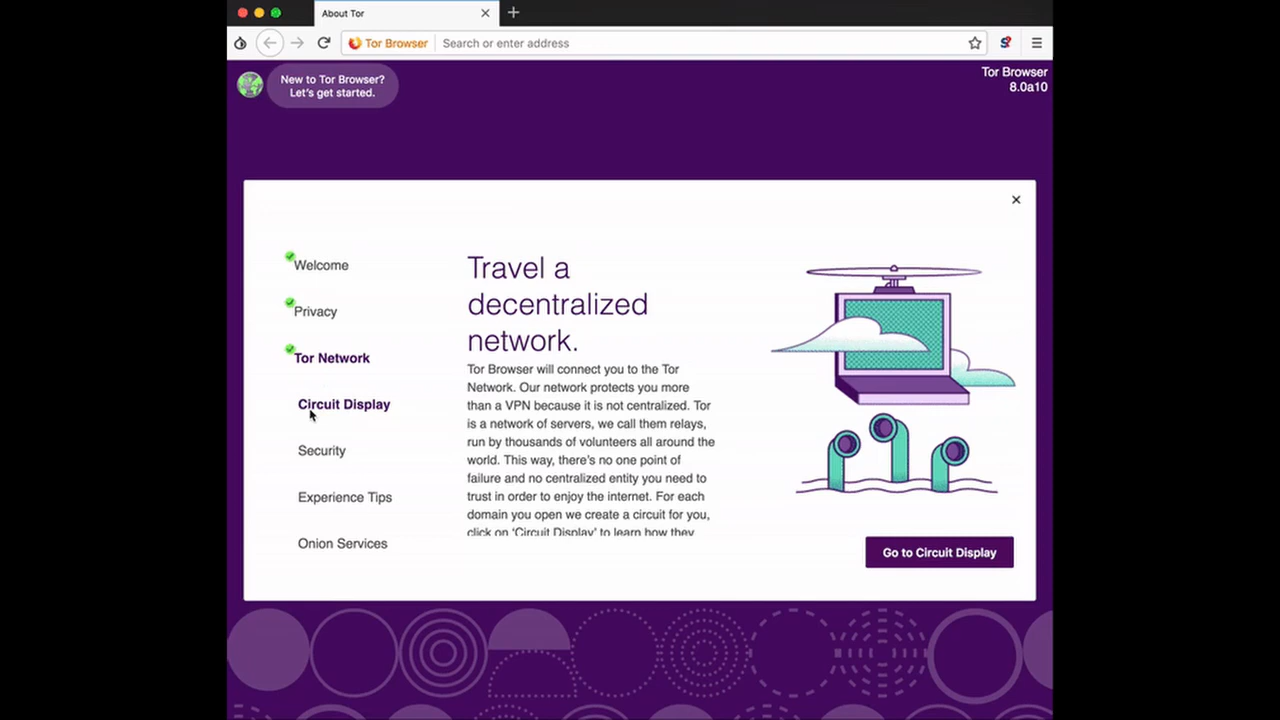 About Tor
Tor Browser
Search or enter address
New to Tor Browser?
Let's get started.
Tor Browser
8.0a10
Welcome
Privacy
Tor Network
Circuit Display
Security
Experience Tips
Onion Services
Travel a
decentralized
network.
Tor Browser will connect you to the Tor
Network. Our network protects you more
than a VPN because it is not centralized. Tor
is a network of servers, we call them relays,
run by thousands of volunteers all around the
world. This way, there's no one point of
failure and no centralized entity you need to
trust in order to enjoy the internet. For each
domain you open we create a circuit for you,
click on 'Circuit Display' to learn how they
Go to Circuit Display